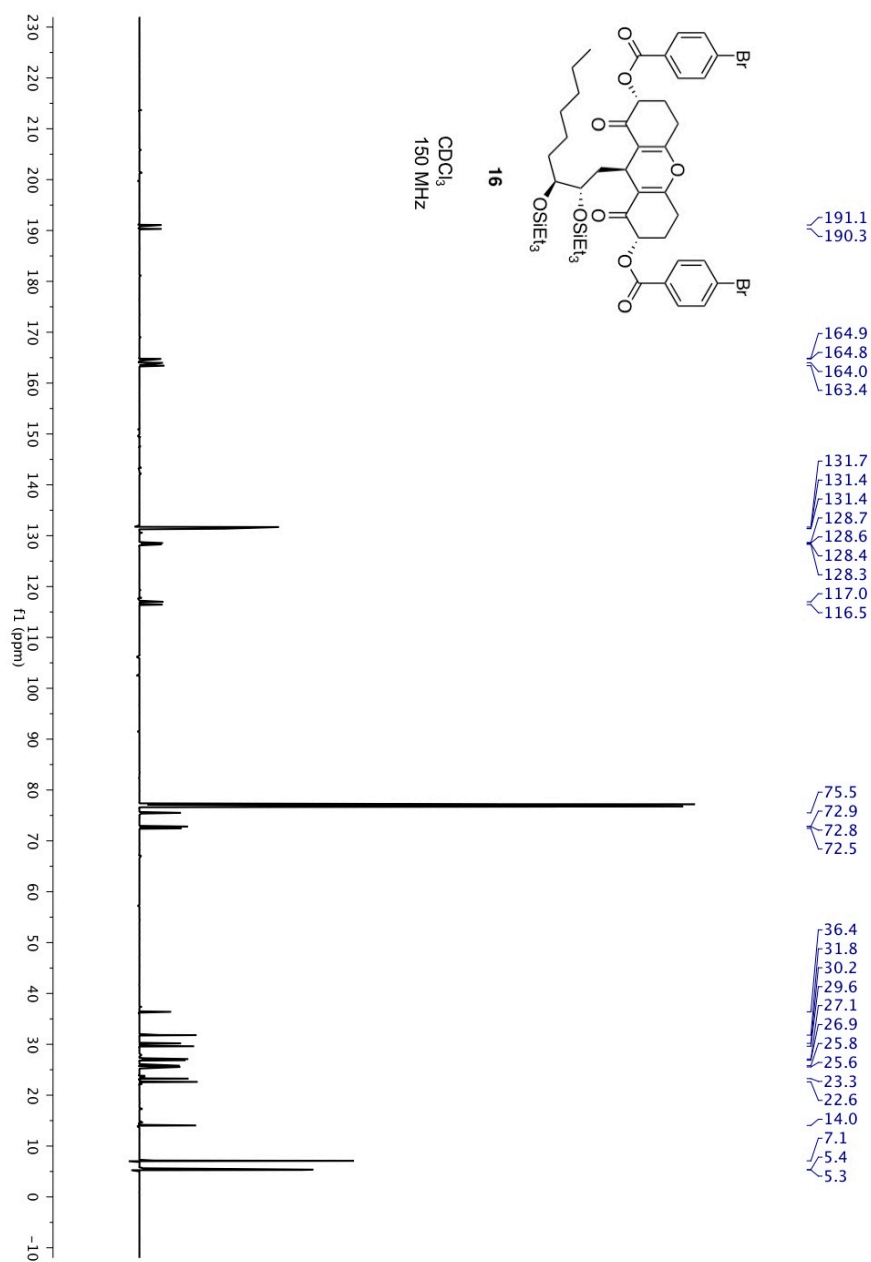 Br
Br
O
O
O
O
O
O
O
OSiEt3
OSiEt3
16
CDCl3
150 MHz
191.1
190.3
164.9
164.8
164.0
163.4
131.7
131.4
131.4
128.7
128.6
128.4
128.3
117.0
116.5
75.5
72.9
72.8
72.5
36.4
31.8
30.2
29.6
27.1
26.9
25.8
25.6
23.3
22.6
14.0
7.1
5.4
5.3
230 220 210 200 190 180 170 160 150 140 130 120 110 100 90 80 70 60 50 40 30 20 10 0 -10
f1 (ppm)